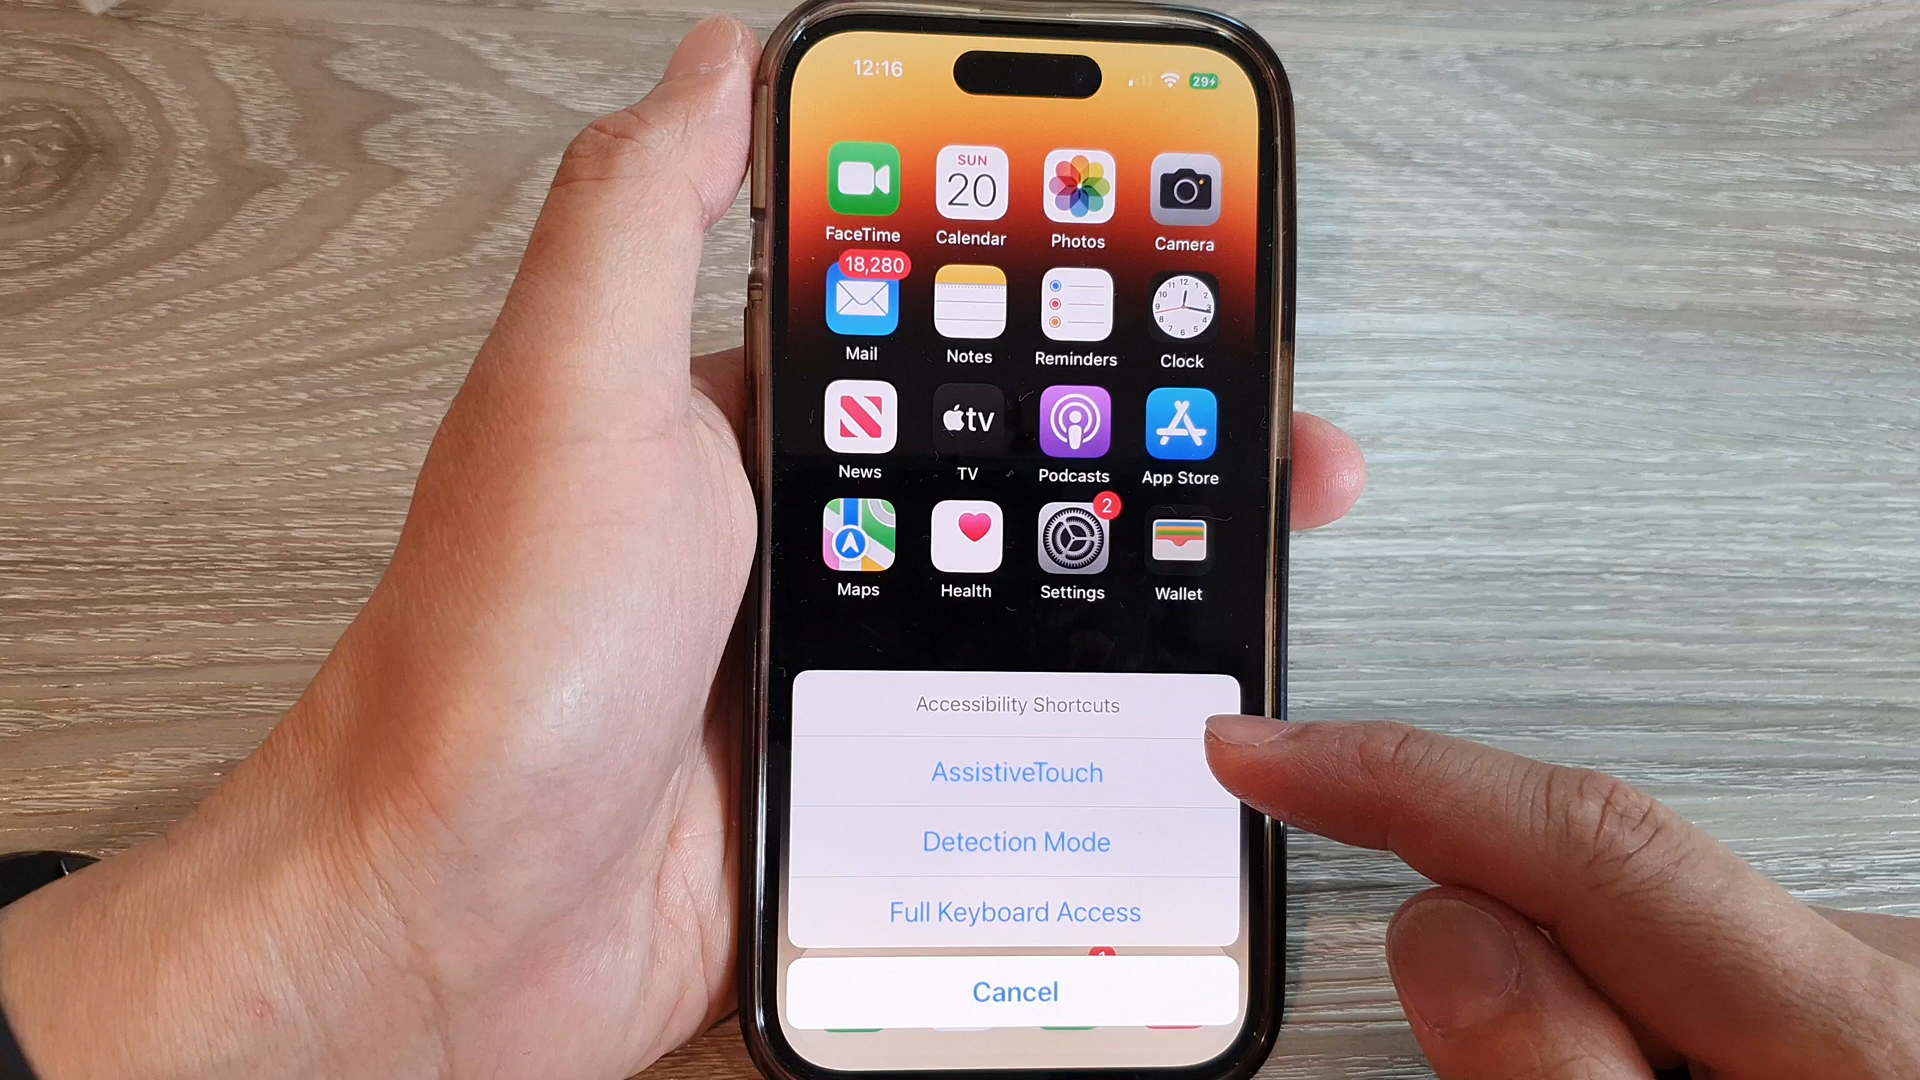 12:16
29
SUN
20
FaceTime Calendar Photos Camera
18,280
Mail Notes Reminders Clock
tv
News TV Podcasts App Store
2
Maps Health Settings Wallet
Accessibility Shortcuts
AssistiveTouch
Detection Mode
Full Keyboard Access
Cancel